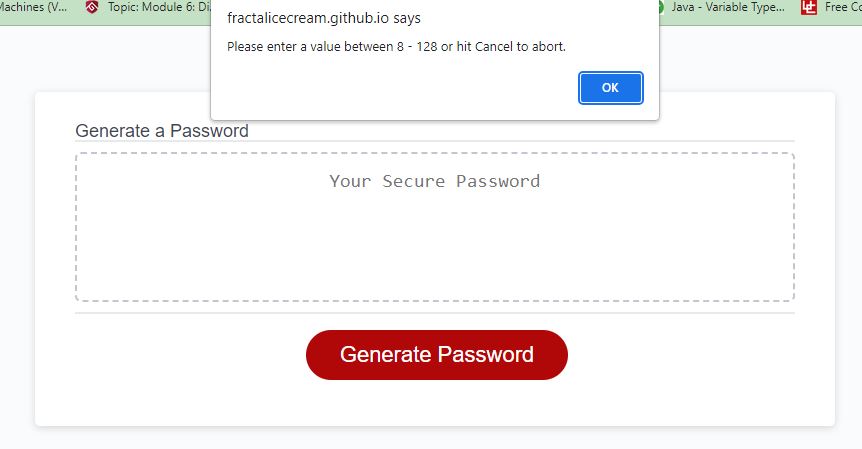 Machines (V...
Topic: Module 6: Di
Java - Variable Type...
Free Co
fractalicecream.github.io says
Please enter a value between 8 - 128 or hit Cancel to abort.
OK
Generate a Password
Your Secure Password
Generate Password